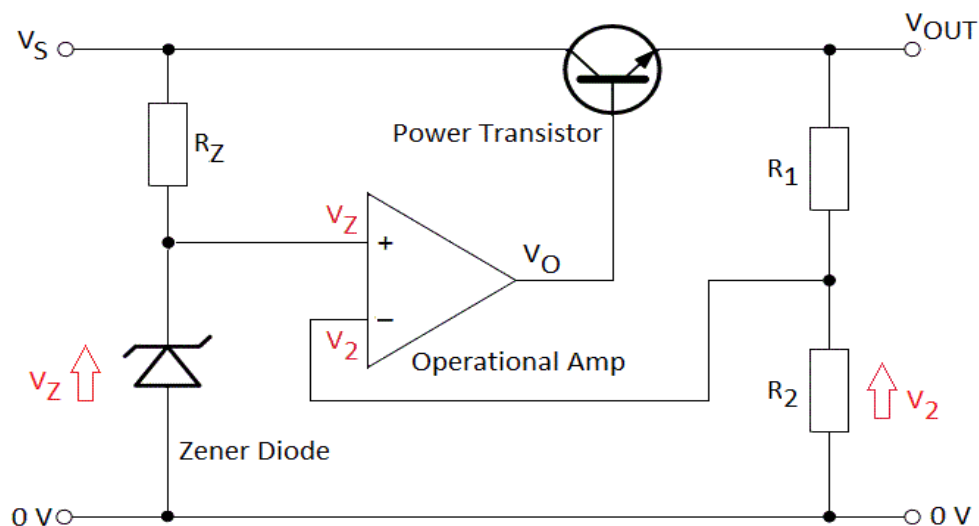 VS
VOUT
Power Transistor
RZ
R1
VZ
+
VO
−
V2
Operational Amp
VZ
R2
V2
Zener Diode
0 V
0 V